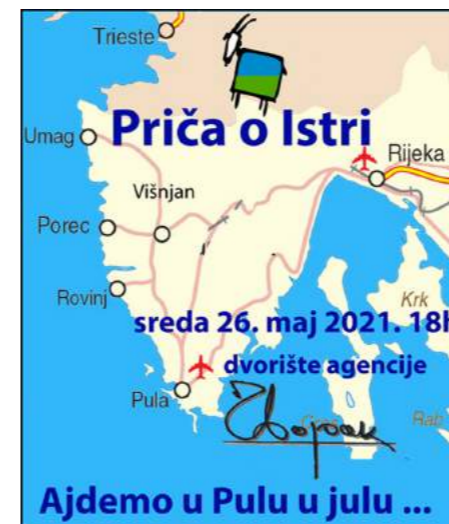 Trieste
Priča o Istri
Umag
Rijeka
Višnjan
Porec
Rovinj
Krk
sreda 26. maj 2021. 18h
dvorište agencije
Pula
Rab
Ajdemo u Pulu u julu ...